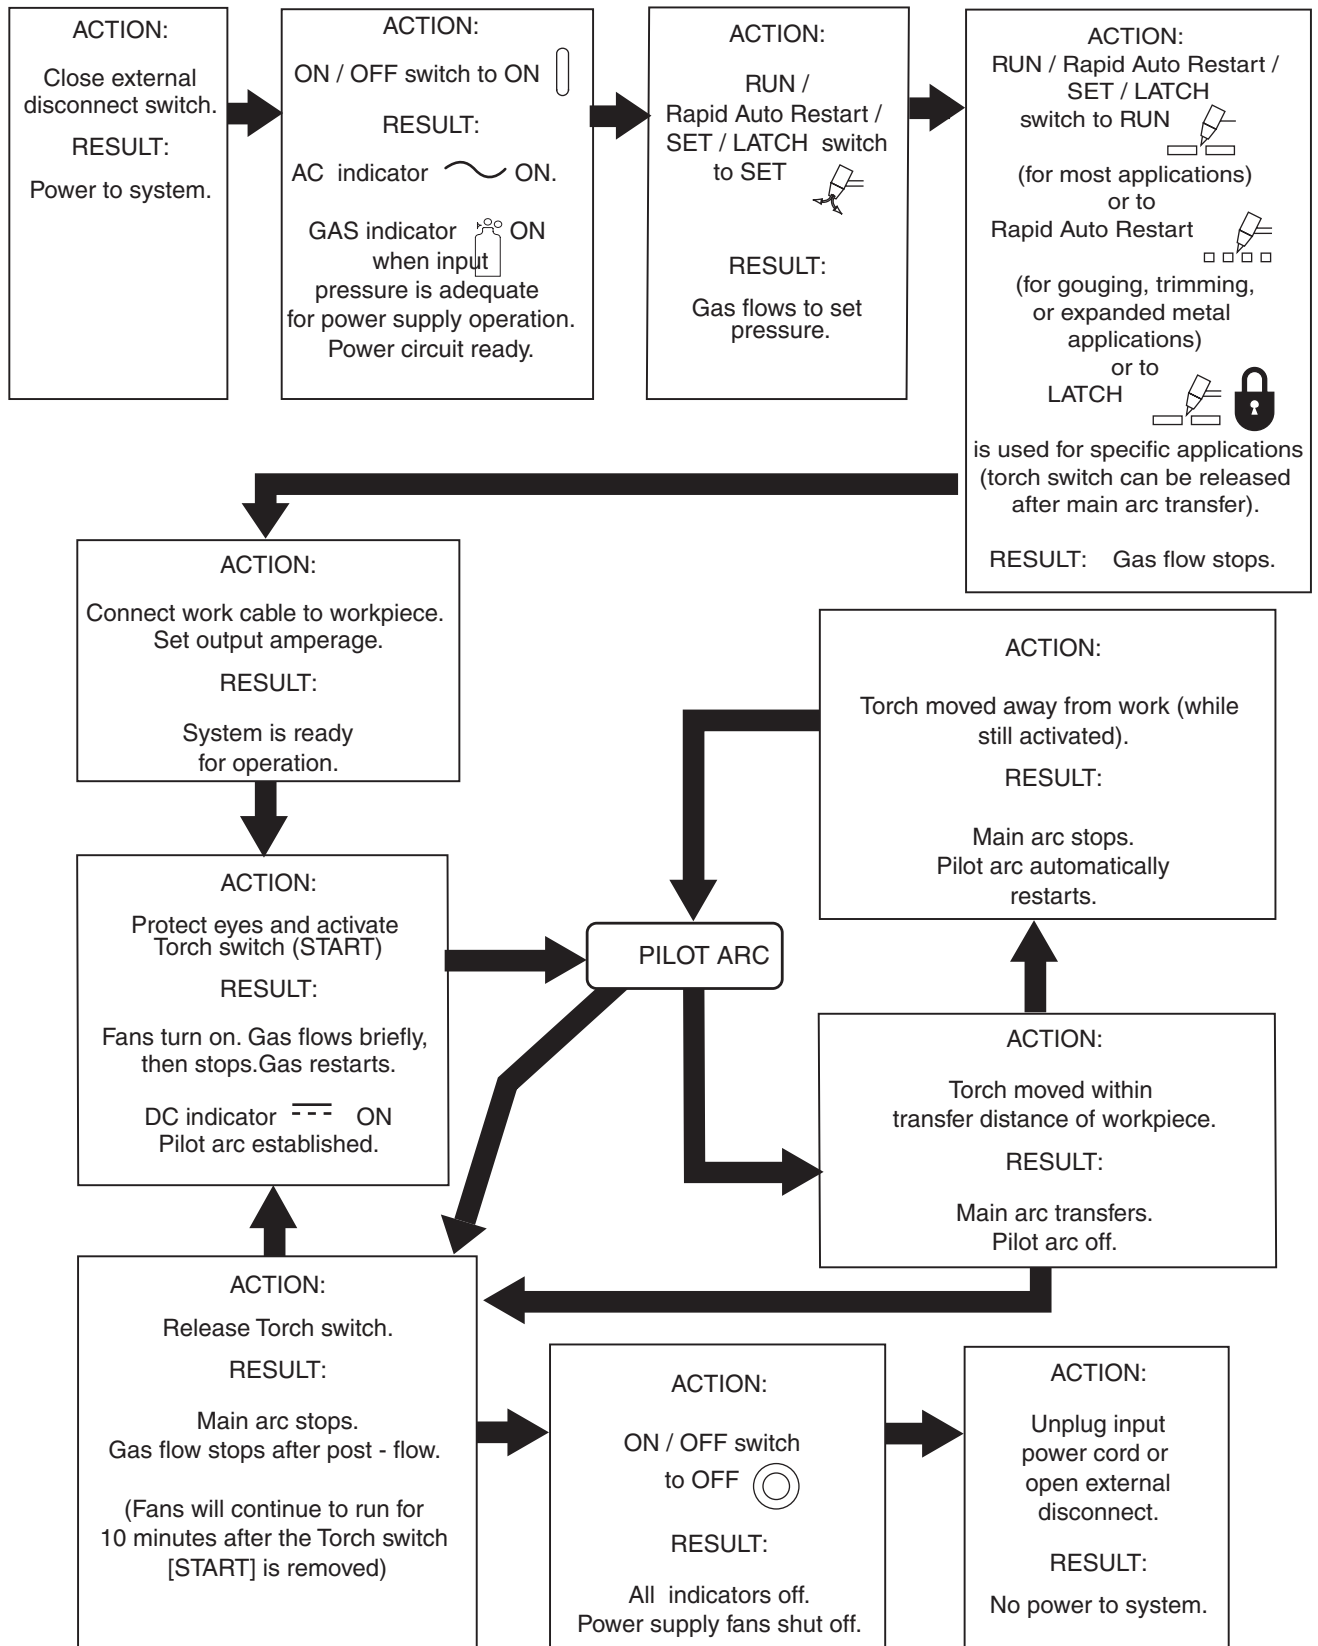 ACTION:
Close external
disconnect switch.
RESULT:
Power to system.
ACTION:
ON / OFF switch to ON
RESULT:
AC indicator ON.
GAS indicator ON
when input
pressure is adequate
for power supply operation.
Power circuit ready.
ACTION:
RUN /
Rapid Auto Restart /
SET / LATCH switch
to SET
RESULT:
Gas flows to set
pressure.
ACTION:
RUN / Rapid Auto Restart /
SET / LATCH
switch to RUN
(for most applications)
or to
Rapid Auto Restart
(for gouging, trimming,
or expanded metal
applications)
or to
LATCH
is used for specific applications
(torch switch can be released
after main arc transfer).
RESULT: Gas flow stops.
ACTION:
Connect work cable to workpiece.
Set output amperage.
RESULT:
System is ready
for operation.
ACTION:
Protect eyes and activate
Torch switch (START)
RESULT:
Fans turn on. Gas flows briefly,
then stops.Gas restarts.
DC indicator ON
Pilot arc established.
PILOT ARC
ACTION:
Torch moved away from work (while
still activated).
RESULT:
Main arc stops.
Pilot arc automatically
restarts.
ACTION:
Torch moved within
transfer distance of workpiece.
RESULT:
Main arc transfers.
Pilot arc off.
ACTION:
Release Torch switch.
RESULT:
Main arc stops.
Gas flow stops after post - flow.
(Fans will continue to run for
10 minutes after the Torch switch
[START] is removed)
ACTION:
ON / OFF switch
to OFF
RESULT:
All indicators off.
Power supply fans shut off.
ACTION:
Unplug input
power cord or
open external
disconnect.
RESULT:
No power to system.